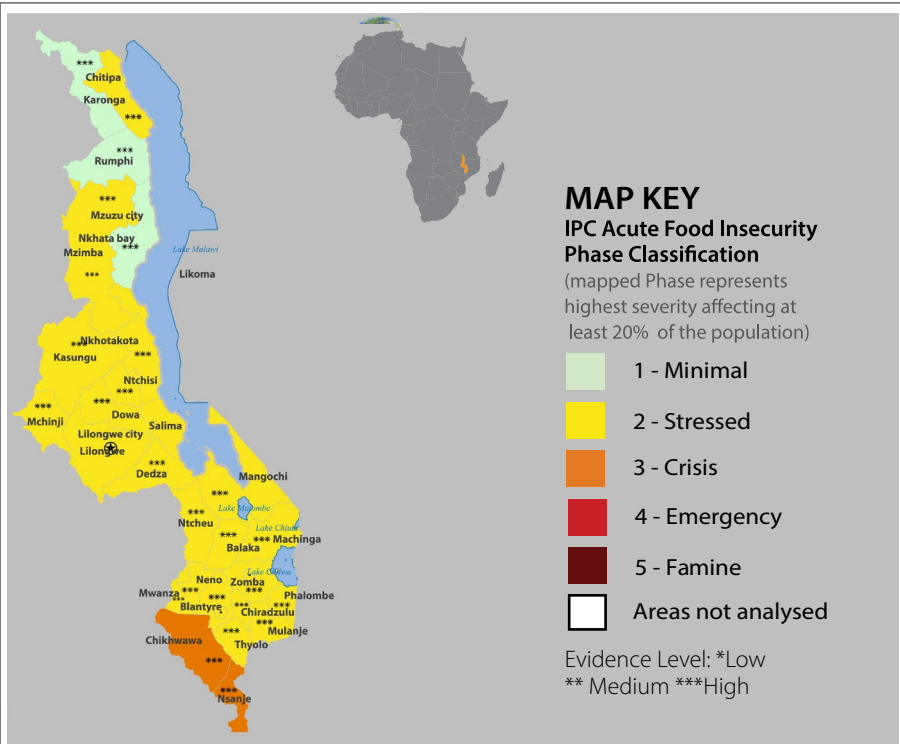 ***
Chitipa
Karonga
***
***
Rumphi
***
Mzuzu city
Nkhata bay
***
Mzimba
***
Lake Malawi
Likoma
Nkhotakota
***
Kasungu
***
Ntchisi
***
***
***
Dowa
Mchinji
Salima
Lilongwe city
Lilongwe
***
Dedza
Mangochi
***
Lake Malombe
***
Ntcheu
Lake Chiuta
***
***
Machinga
Balaka
Lake Chilwa
Neno
Zomba
***
***
Mwanza
***
***
Phalombe
Blantyre
***
***
Chiradzulu
***
Mulanje
***
Thyolo
Chikhwawa
***
***
Nsanje
MAP KEY
IPC Acute Food Insecurity
Phase Classification
(mapped Phase represents
highest severity affecting at
least 20% of the population)
1 - Minimal
2 - Stressed
3 - Crisis
4 - Emergency
5 - Famine
Areas not analysed
Evidence Level: *Low
** Medium ***High